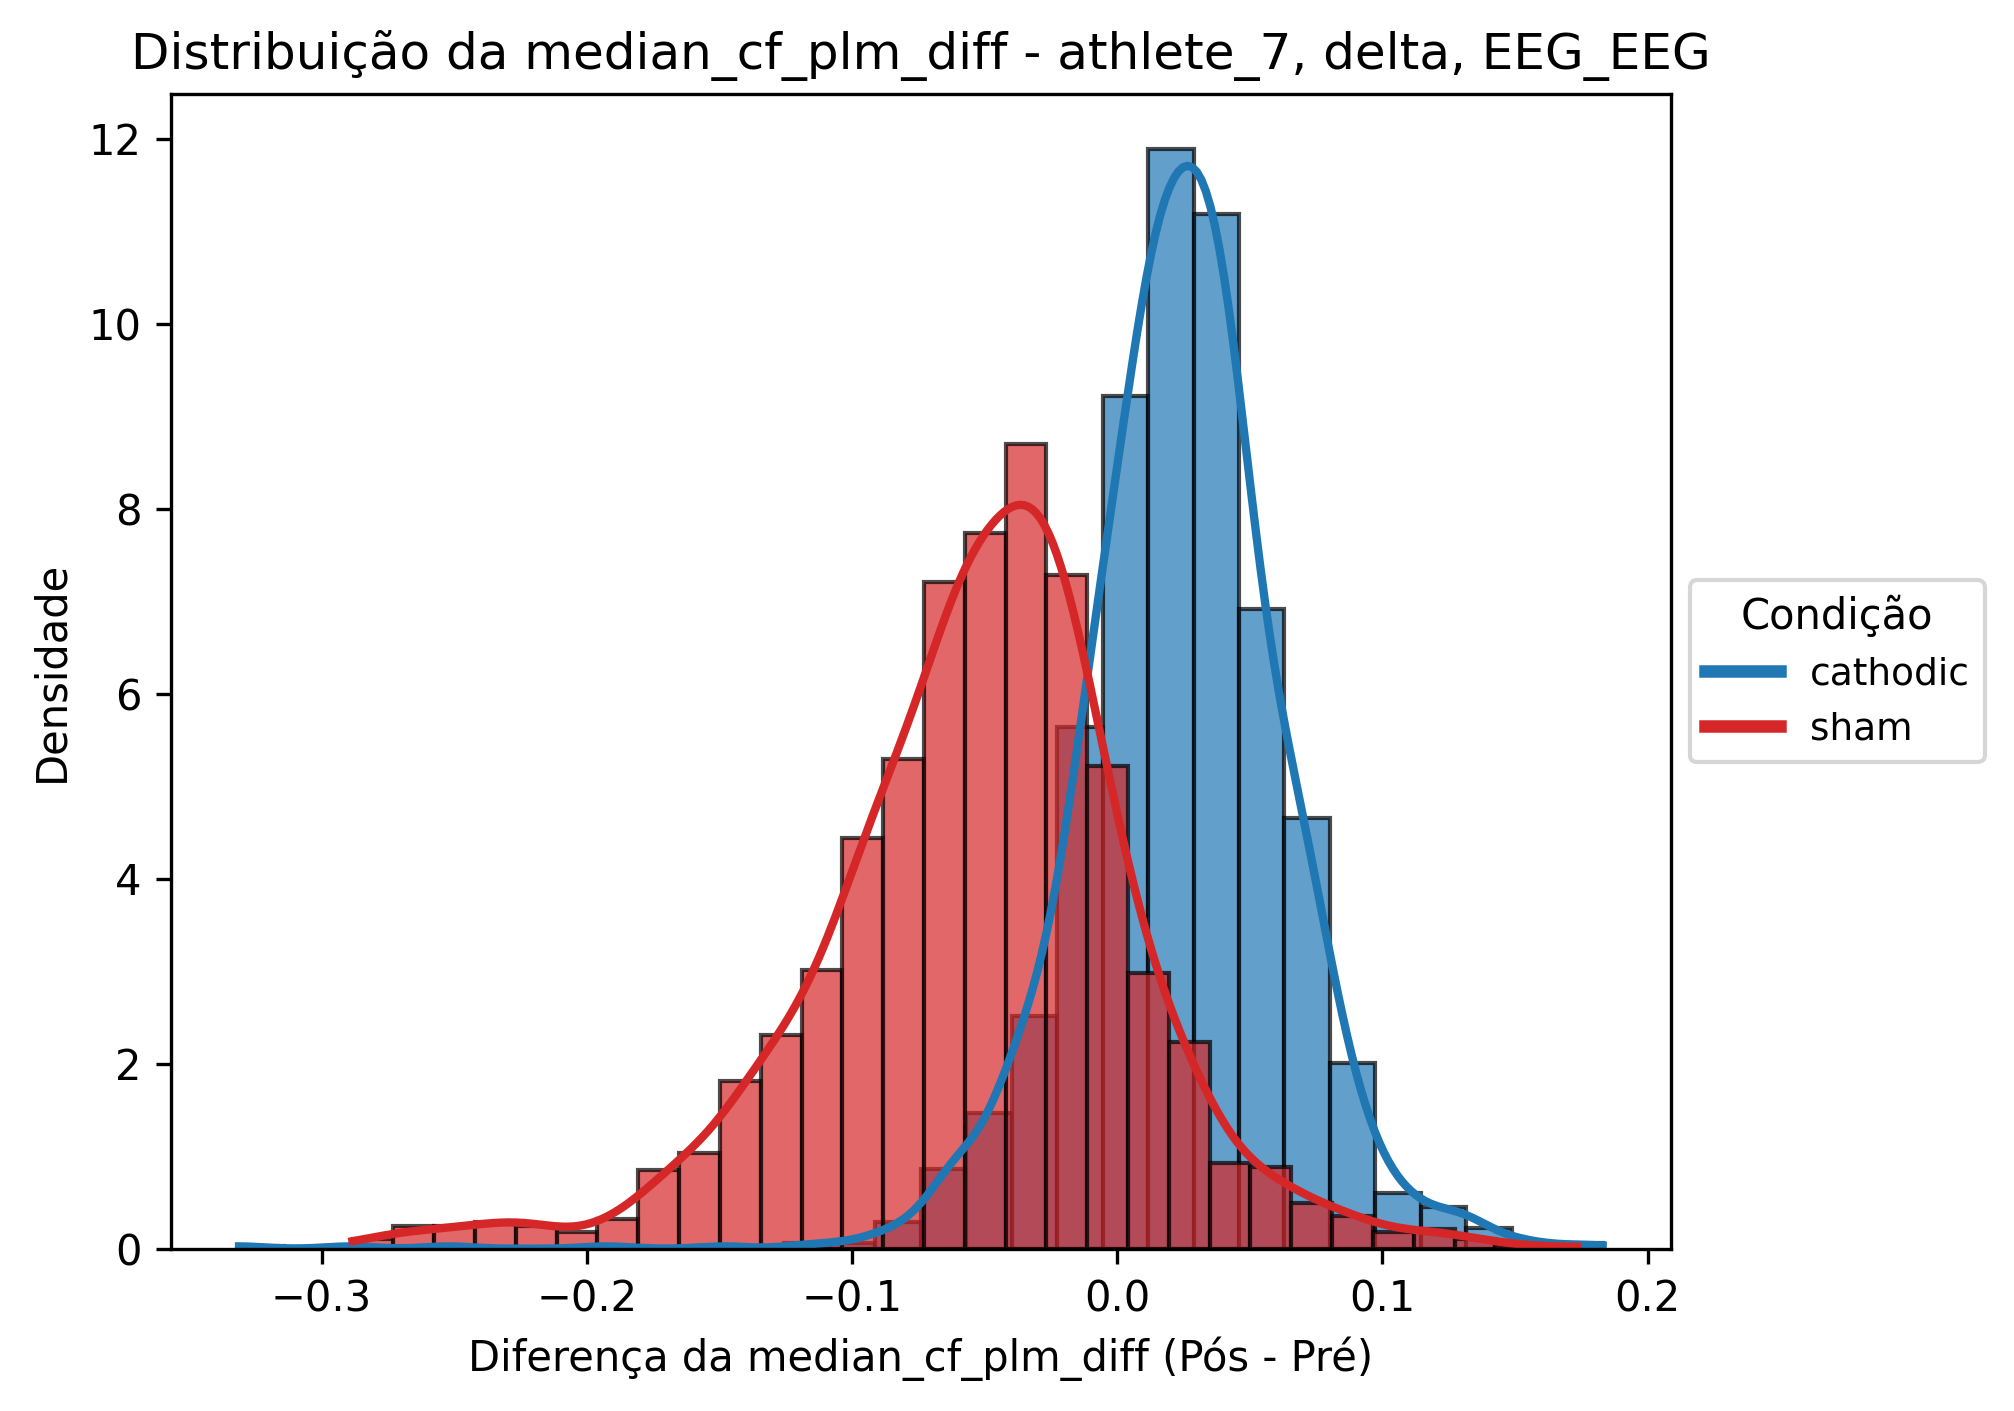 Distribuição da median_cf_plm_diff - athlete_7, delta, EEG_EEG
12
10
8
6
4
2
0
Densidade
−0.3
−0.2
−0.1
0.0
0.1
0.2
Diferença da median_cf_plm_diff (Pós - Pré)
Condição
cathodic
sham